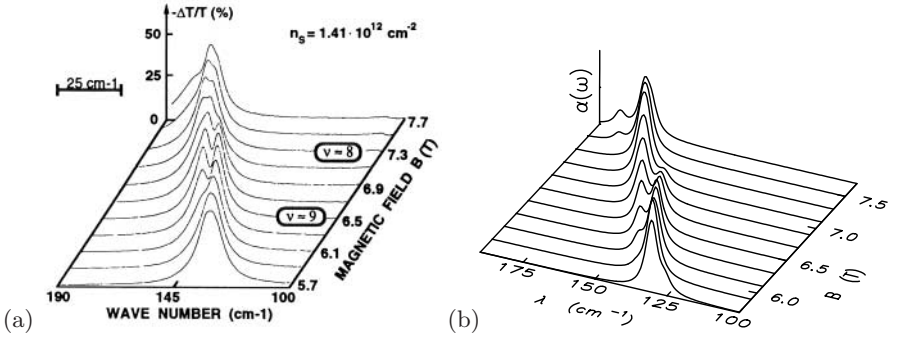 -ΔT/T (%)
50
25
0
n_S = 1.41 · 10^12 cm^-2
25 cm-1
7.7
ν = 8
7.3
6.9
ν = 9
6.5
6.1
5.7
MAGNETIC FIELD B (T)
190
145
100
WAVE NUMBER (cm-1)
(a)
α(ω)
7.5
7.0
6.5
6.0
B (T)
175
150
125
100
λ (cm^-1)
(b)